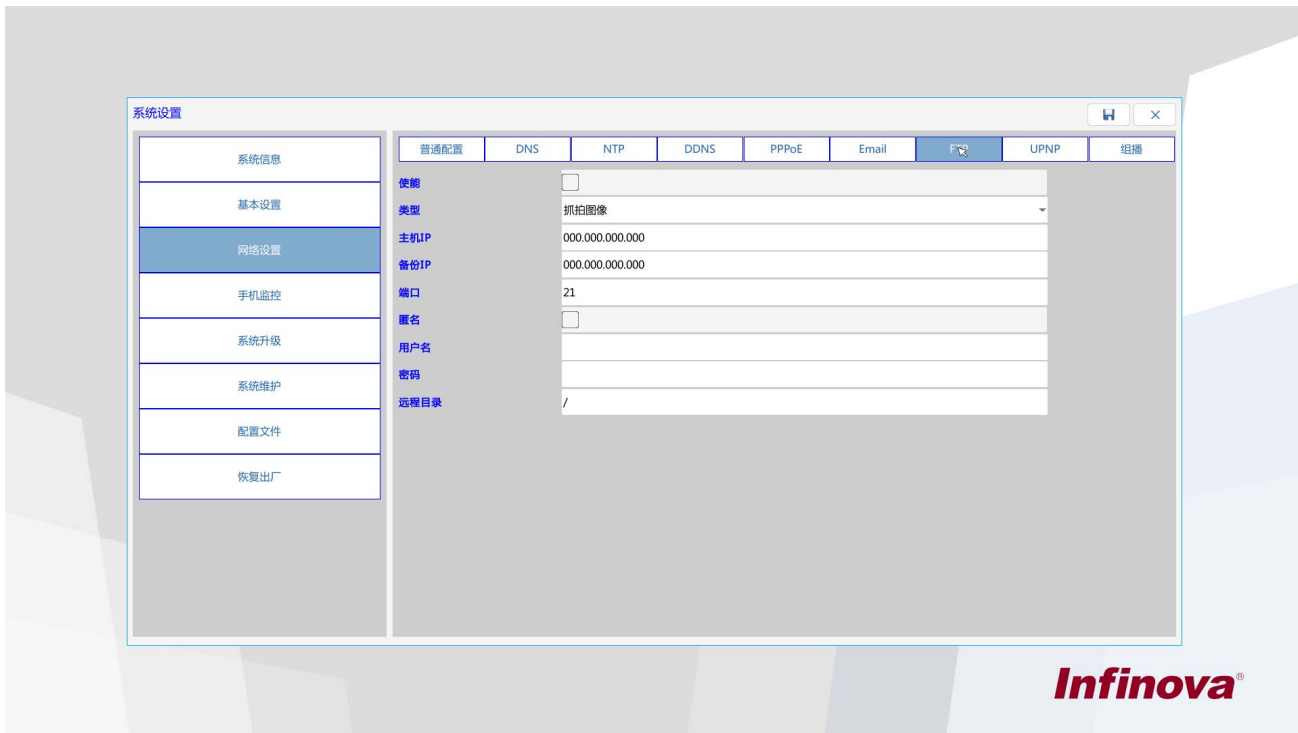 系统设置
系统信息
基本设置
网络设置
手机监控
系统升级
系统维护
配置文件
恢复出厂
普通配置 DNS NTP DDNS PPPoE Email FTP UPNP 组播
使能
类型 抓拍图像
主机IP 000.000.000.000
备份IP 000.000.000.000
端口 21
匿名
用户名
密码
远程目录 /
Infinova®